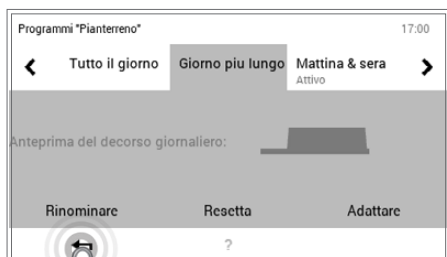 Programmi "Pianterreno" 17:00
Tutto il giorno Giorno piu lungo Mattina & sera
Attivo
Anteprima del decorso giornaliero:
Rinominare Resetta Adattare
?